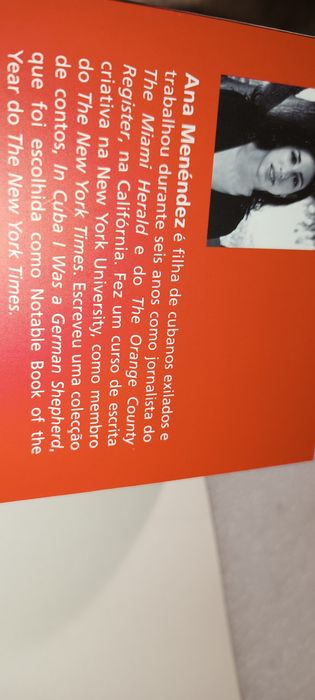 Ana Menéndez é filha de cubanos exilados e
trabalhou durante seis anos como jornalista do
The Miami Herald e do The Orange County
Register, na Califórnia. Fez um curso de escrita
criativa na New York University, como membro
do The New York Times. Escreveu uma colecção
de contos, In Cuba I Was a German Shepherd,
que foi escolhida como Notable Book of the
Year do The New York Times.